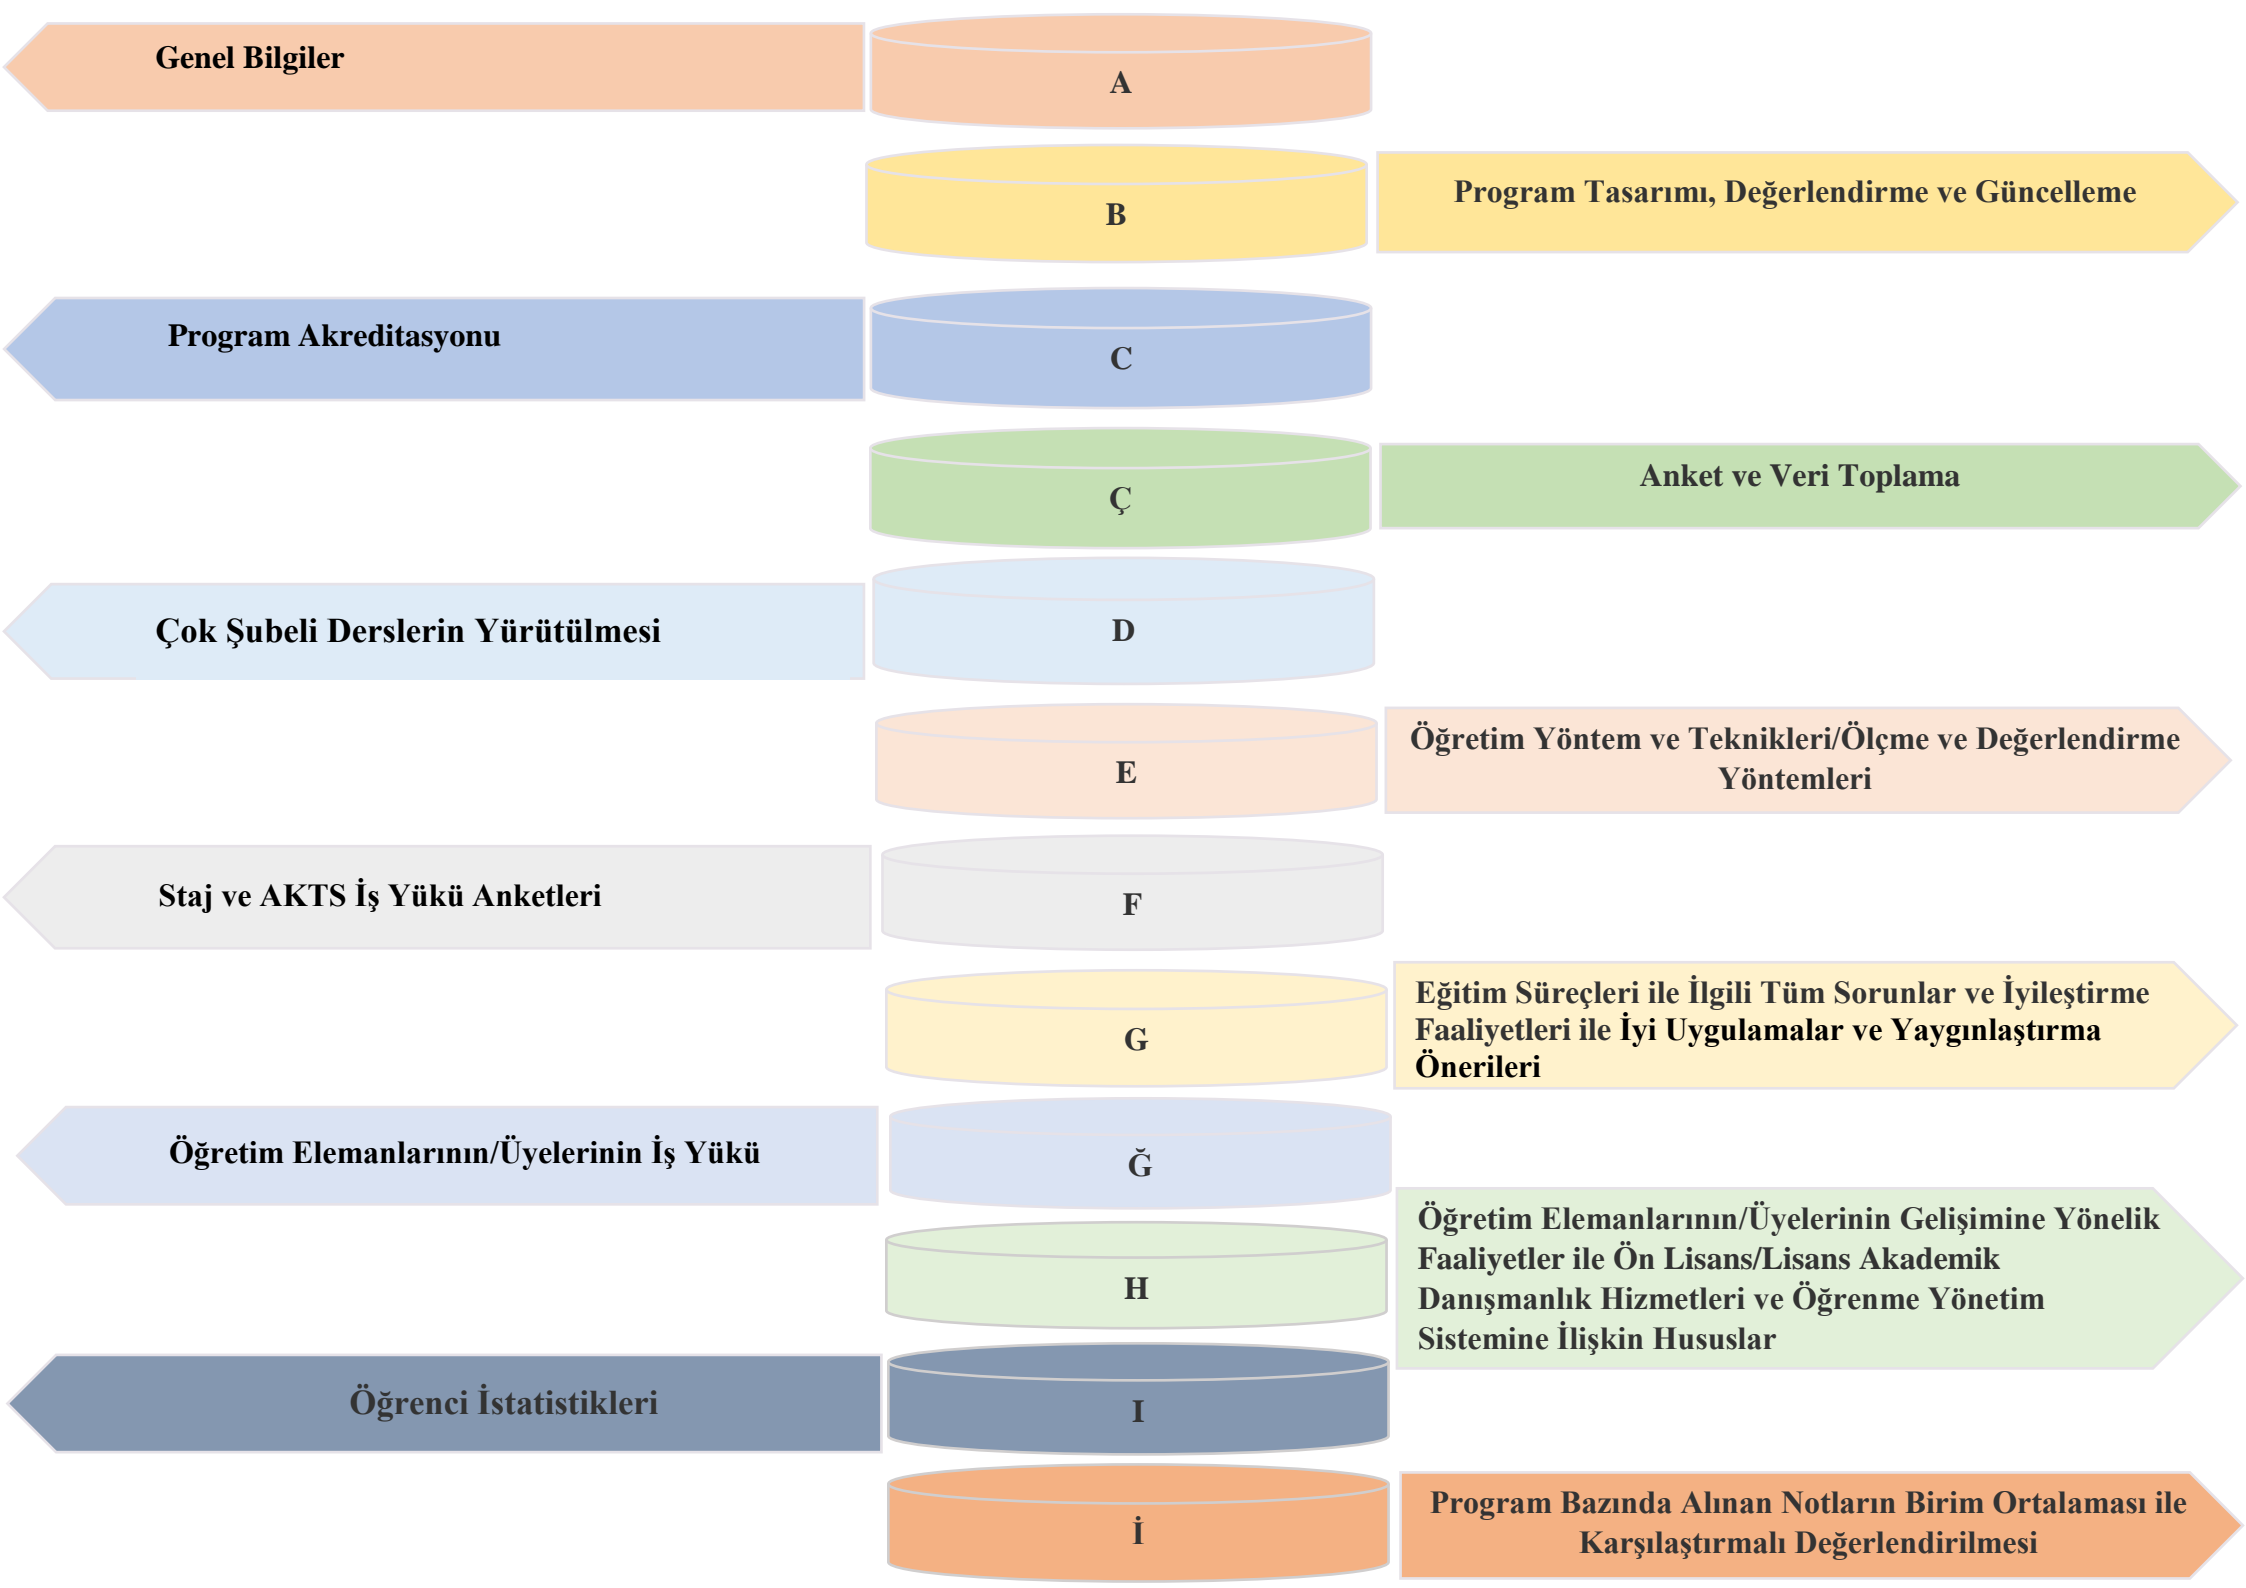 Genel Bilgiler
A
B
Program Tasarımı, Değerlendirme ve Güncelleme
Program Akreditasyonu
C
Ç
Anket ve Veri Toplama
Çok Şubeli Derslerin Yürütülmesi
D
E
Öğretim Yöntem ve Teknikleri/Ölçme ve Değerlendirme
Yöntemleri
Staj ve AKTS İş Yükü Anketleri
F
G
Eğitim Süreçleri ile İlgili Tüm Sorunlar ve İyileştirme
Faaliyetleri ile İyi Uygulamalar ve Yaygınlaştırma
Önerileri
Öğretim Elemanlarının/Üyelerinin İş Yükü
Ğ
H
Öğretim Elemanlarının/Üyelerinin Gelişimine Yönelik
Faaliyetler ile Ön Lisans/Lisans Akademik
Danışmanlık Hizmetleri ve Öğrenme Yönetim
Sistemine İlişkin Hususlar
Öğrenci İstatistikleri
I
İ
Program Bazında Alınan Notların Birim Ortalaması ile
Karşılaştırmalı Değerlendirilmesi